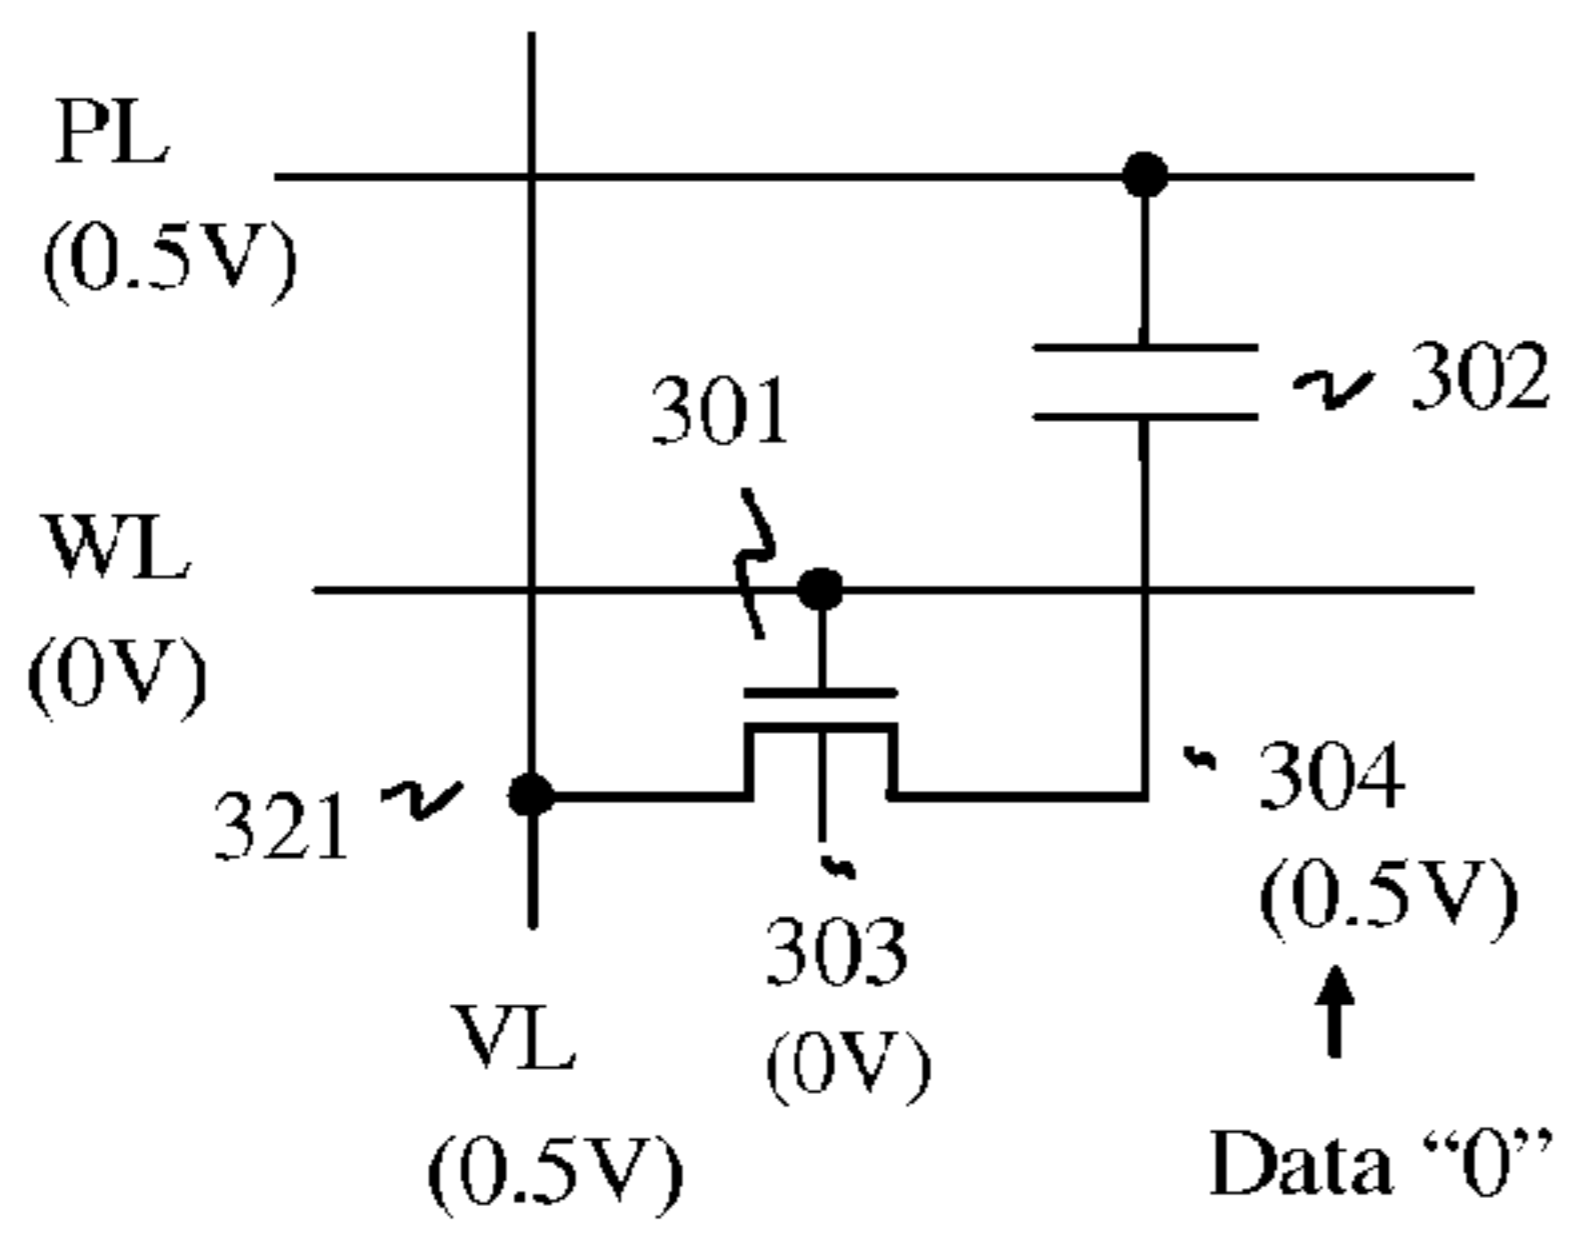 PL
(0.5V)
302
301
WL
(0V)
321
304
(0.5V)
303
(0V)
VL
(0.5V)
Data “0”